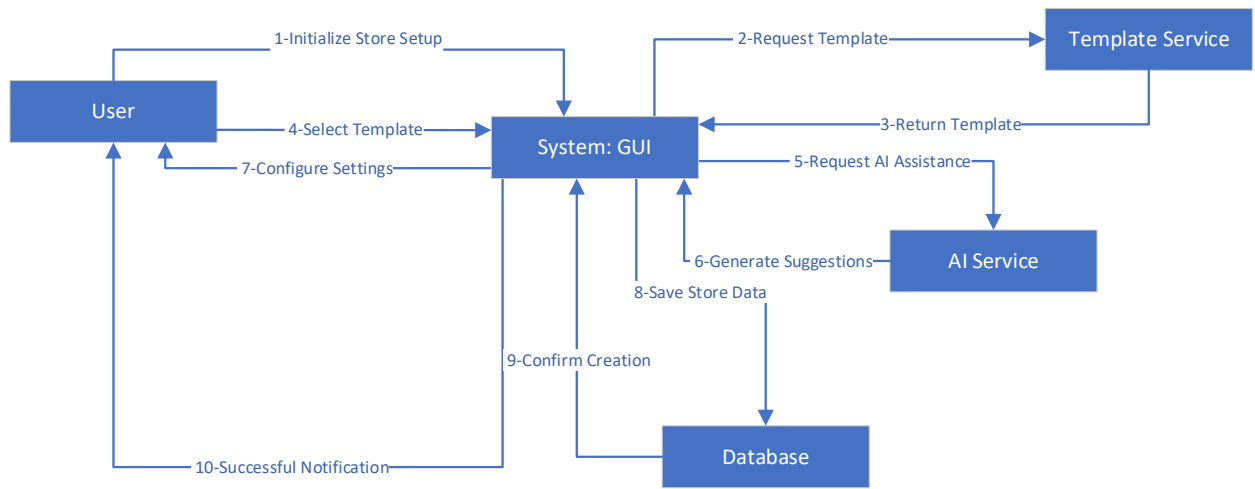 1-Initialize Store Setup
2-Request Template
Template Service
User
4-Select Template
3-Return Template
System: GUI
7-Configure Settings
5-Request AI Assistance
6-Generate Suggestions
AI Service
8-Save Store Data
9-Confirm Creation
Database
10-Successful Notification